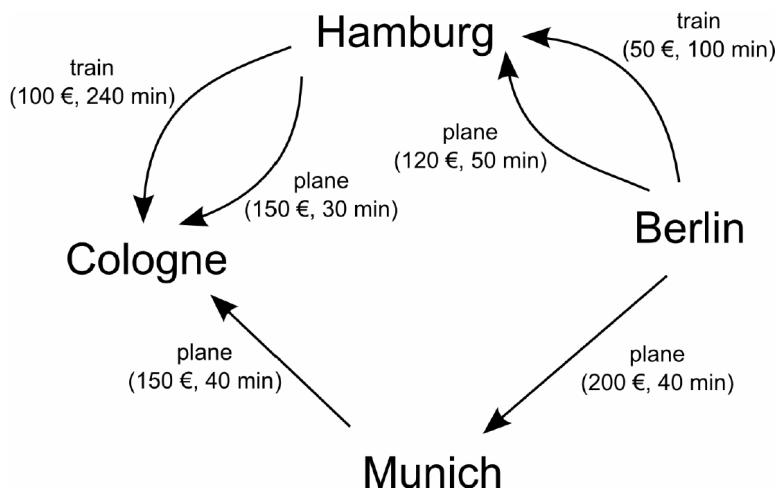 Hamburg
train
(50 €, 100 min)
train
(100 €, 240 min)
plane
(120 €, 50 min)
plane
(150 €, 30 min)
Berlin
Cologne
plane
(150 €, 40 min)
plane
(200 €, 40 min)
Munich